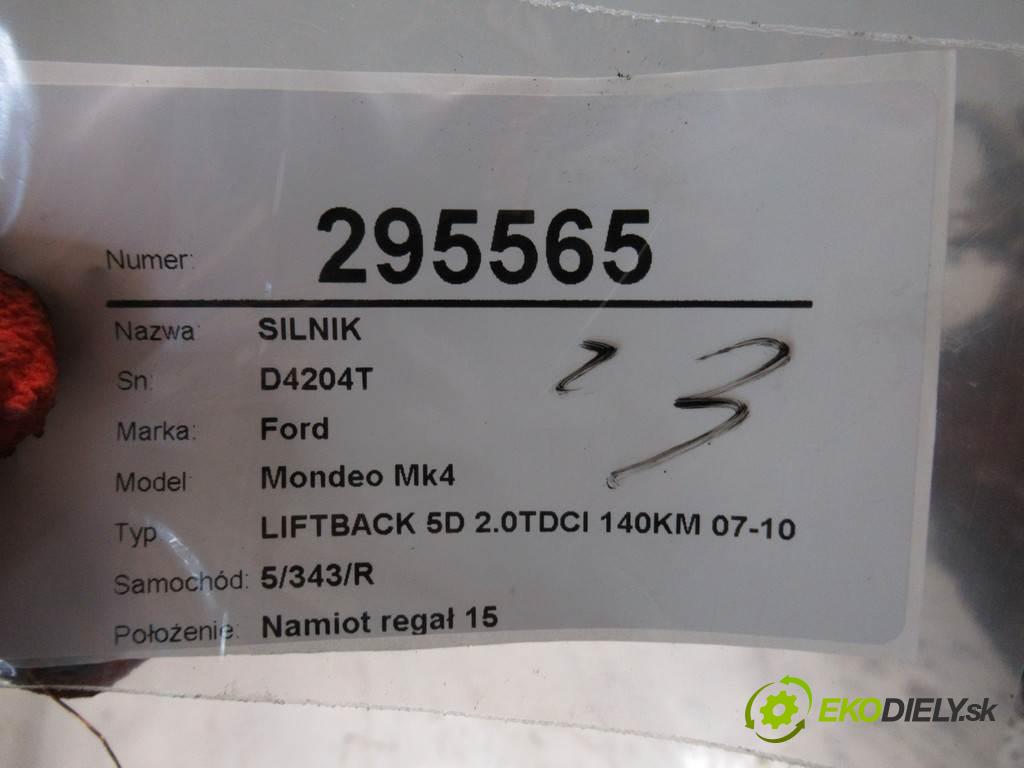 Numer: 295565
Nazwa: SILNIK
Sn: D4204T
Marka: Ford
Model: Mondeo Mk4
Typ LIFTBACK 5D 2.0TDCI 140KM 07-10
Samochód: 5/343/R
Położenie: Namiot regał 15
EKODIELY.sk